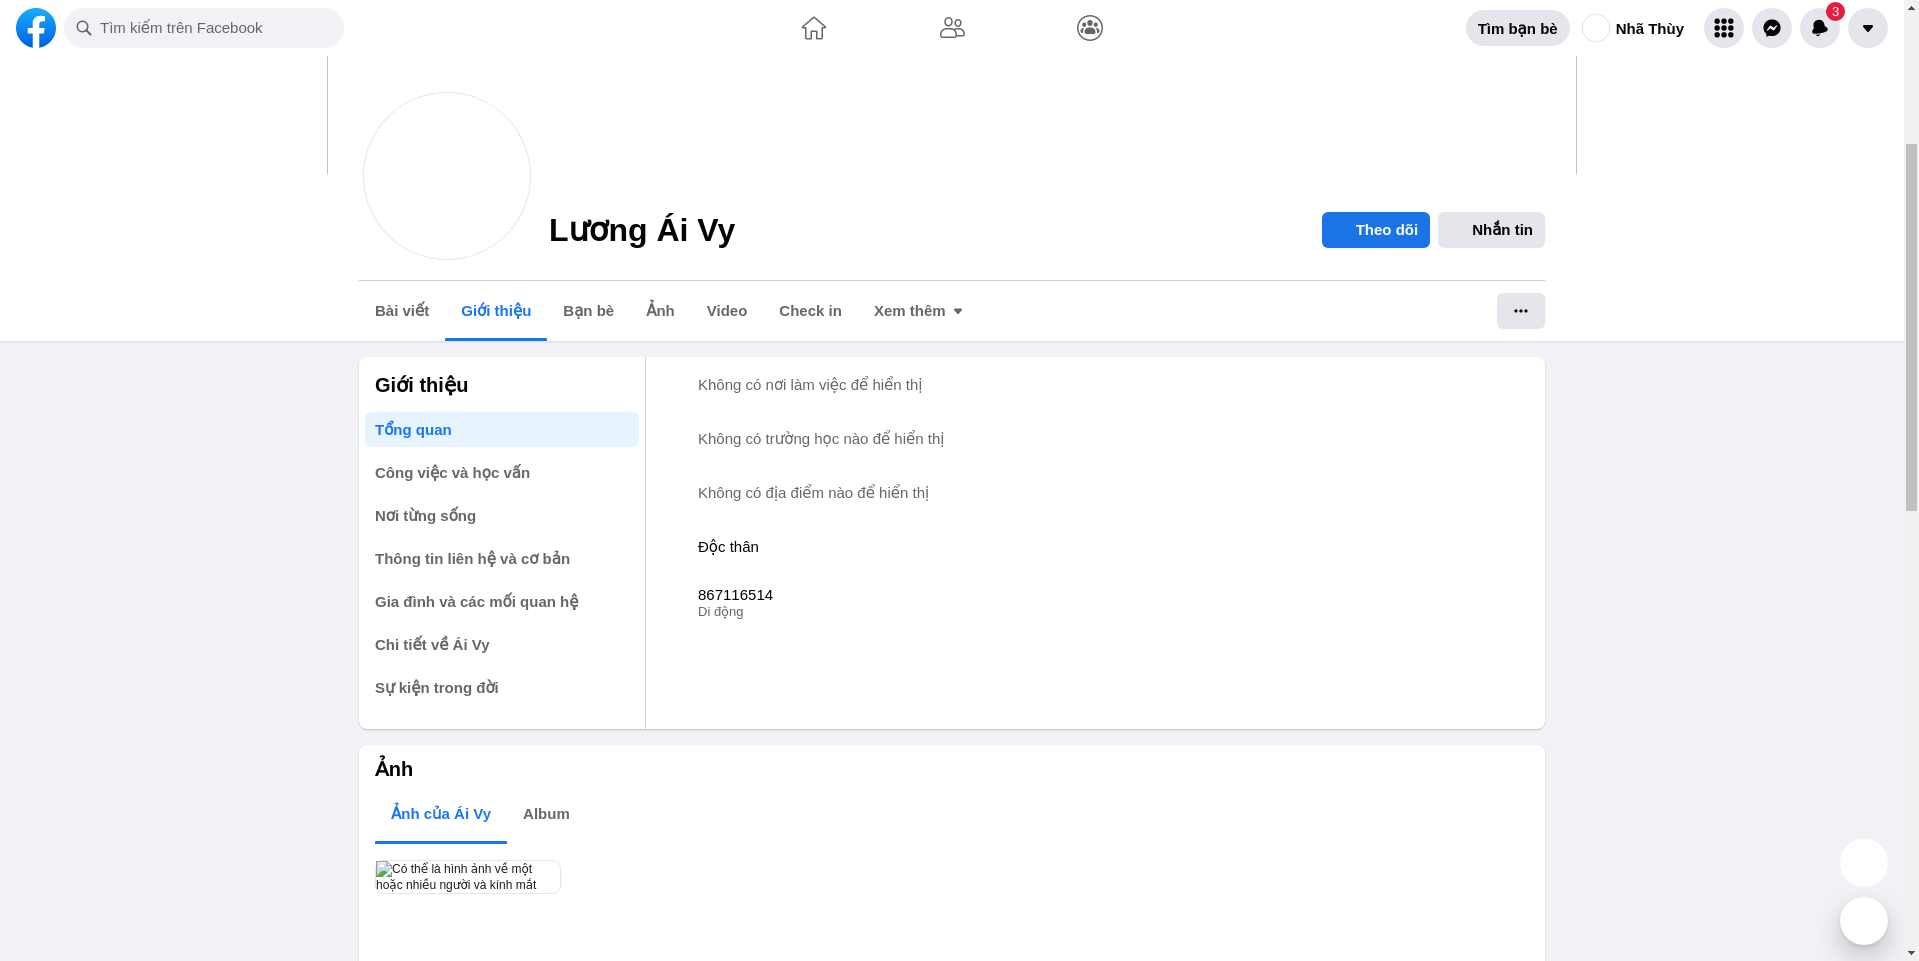 Tìm kiếm trên Facebook
Tìm bạn bè
Nhã Thùy
3
Lương Ái Vy
Theo dõi
Nhắn tin
Bài viết
Giới thiệu
Bạn bè
Ảnh
Video
Check in
Xem thêm
Giới thiệu
Tổng quan
Công việc và học vấn
Nơi từng sống
Thông tin liên hệ và cơ bản
Gia đình và các mối quan hệ
Chi tiết về Ái Vy
Sự kiện trong đời
Không có nơi làm việc để hiển thị
Không có trường học nào để hiển thị
Không có địa điểm nào để hiển thị
Độc thân
867116514
Di động
Ảnh
Ảnh của Ái Vy
Album
Có thể là hình ảnh về một
hoặc nhiều người và kính mắt